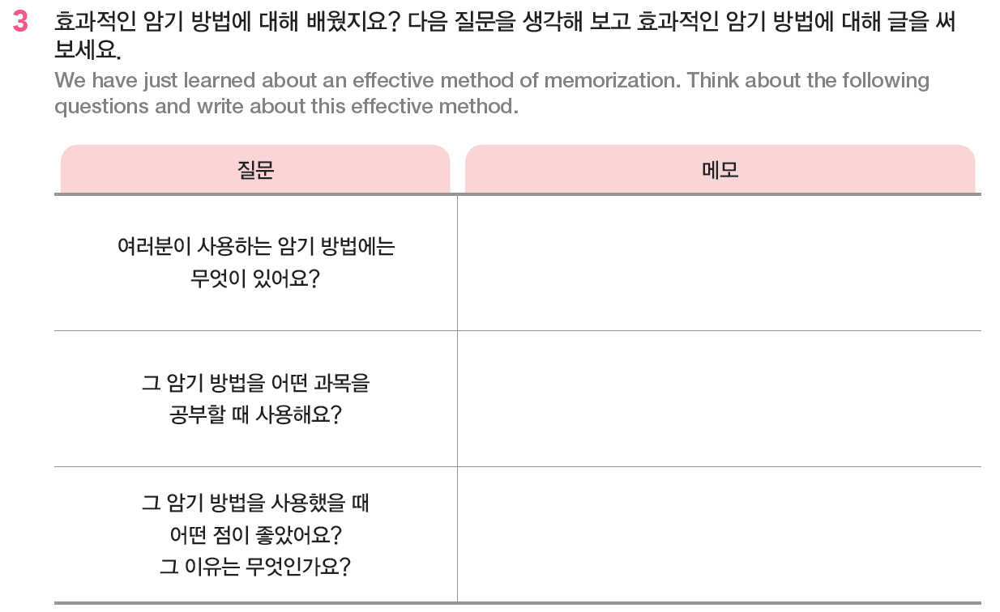 3 효과적인 암기 방법에 대해 배웠지요? 다음 질문을 생각해 보고 효과적인 암기 방법에 대해 글을 써
보세요.
We have just learned about an effective method of memorization. Think about the following
questions and write about this effective method.
질문 메모
여러분이 사용하는 암기 방법에는
무엇이 있어요?
그 암기 방법을 어떤 과목을
공부할 때 사용해요?
그 암기 방법을 사용했을 때
어떤 점이 좋았어요?
그 이유는 무엇인가요?